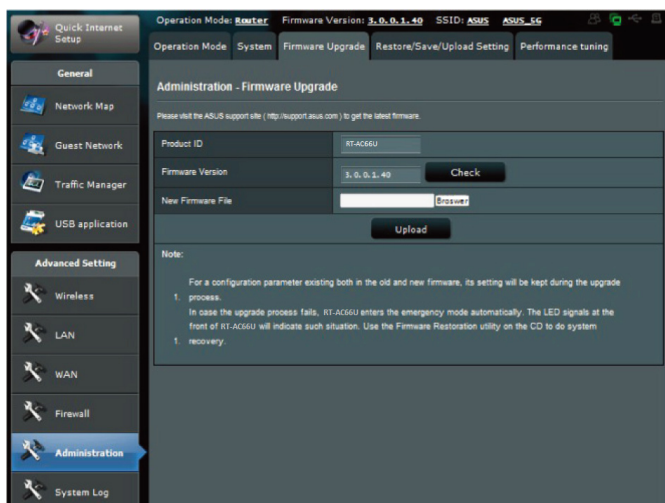 Quick Internet
Setup
General
Network Map
Guest Network
Traffic Manager
USB application
Advanced Setting
Wireless
LAN
WAN
Firewall
Administration
System Log
Operation Mode: Router Firmware Version: 3.0.0.1.40 SSID: ASUS ASUS_5G
Operation Mode System Firmware Upgrade Restore/Save/Upload Setting Performance tuning
Administration - Firmware Upgrade
Please visit the ASUS support site ( http://support.asus.com ) to get the latest firmware.
Product ID RT-AC66U
Firmware Version 3.0.0.1.40 Check
New Firmware File Broswer
Upload
Note:
For a configuration parameter existing both in the old and new firmware, its setting will be kept during the upgrade
1. process.
In case the upgrade process fails, RT-AC66U enters the emergency mode automatically. The LED signals at the
front of RT-AC66U will indicate such situation. Use the Firmware Restoration utility on the CD to do system
1. recovery.